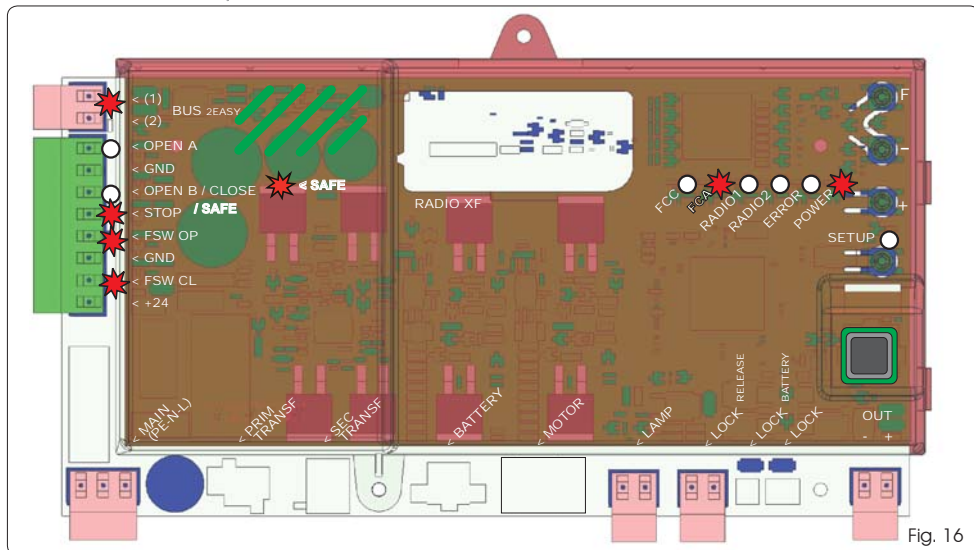 < (1)
BUS 2EASY
< (2)
< OPEN A
< GND
< OPEN B / CLOSE
/ SAFE
< SAFE
< STOP
< FSW OP
< GND
< FSW CL
< +24
RADIO XF
FCC
FCA
RADIO1
RADIO2
ERROR
POWER
F
-
+
SETUP
< MAIN
(PE-N-L)
< PRIM
TRANSF
< SEC
TRANSF
< BATTERY
< MOTOR
< LAMP
< LOCK
RELEASE
< LOCK
BATTERY
< LOCK
OUT
- +
Fig. 16